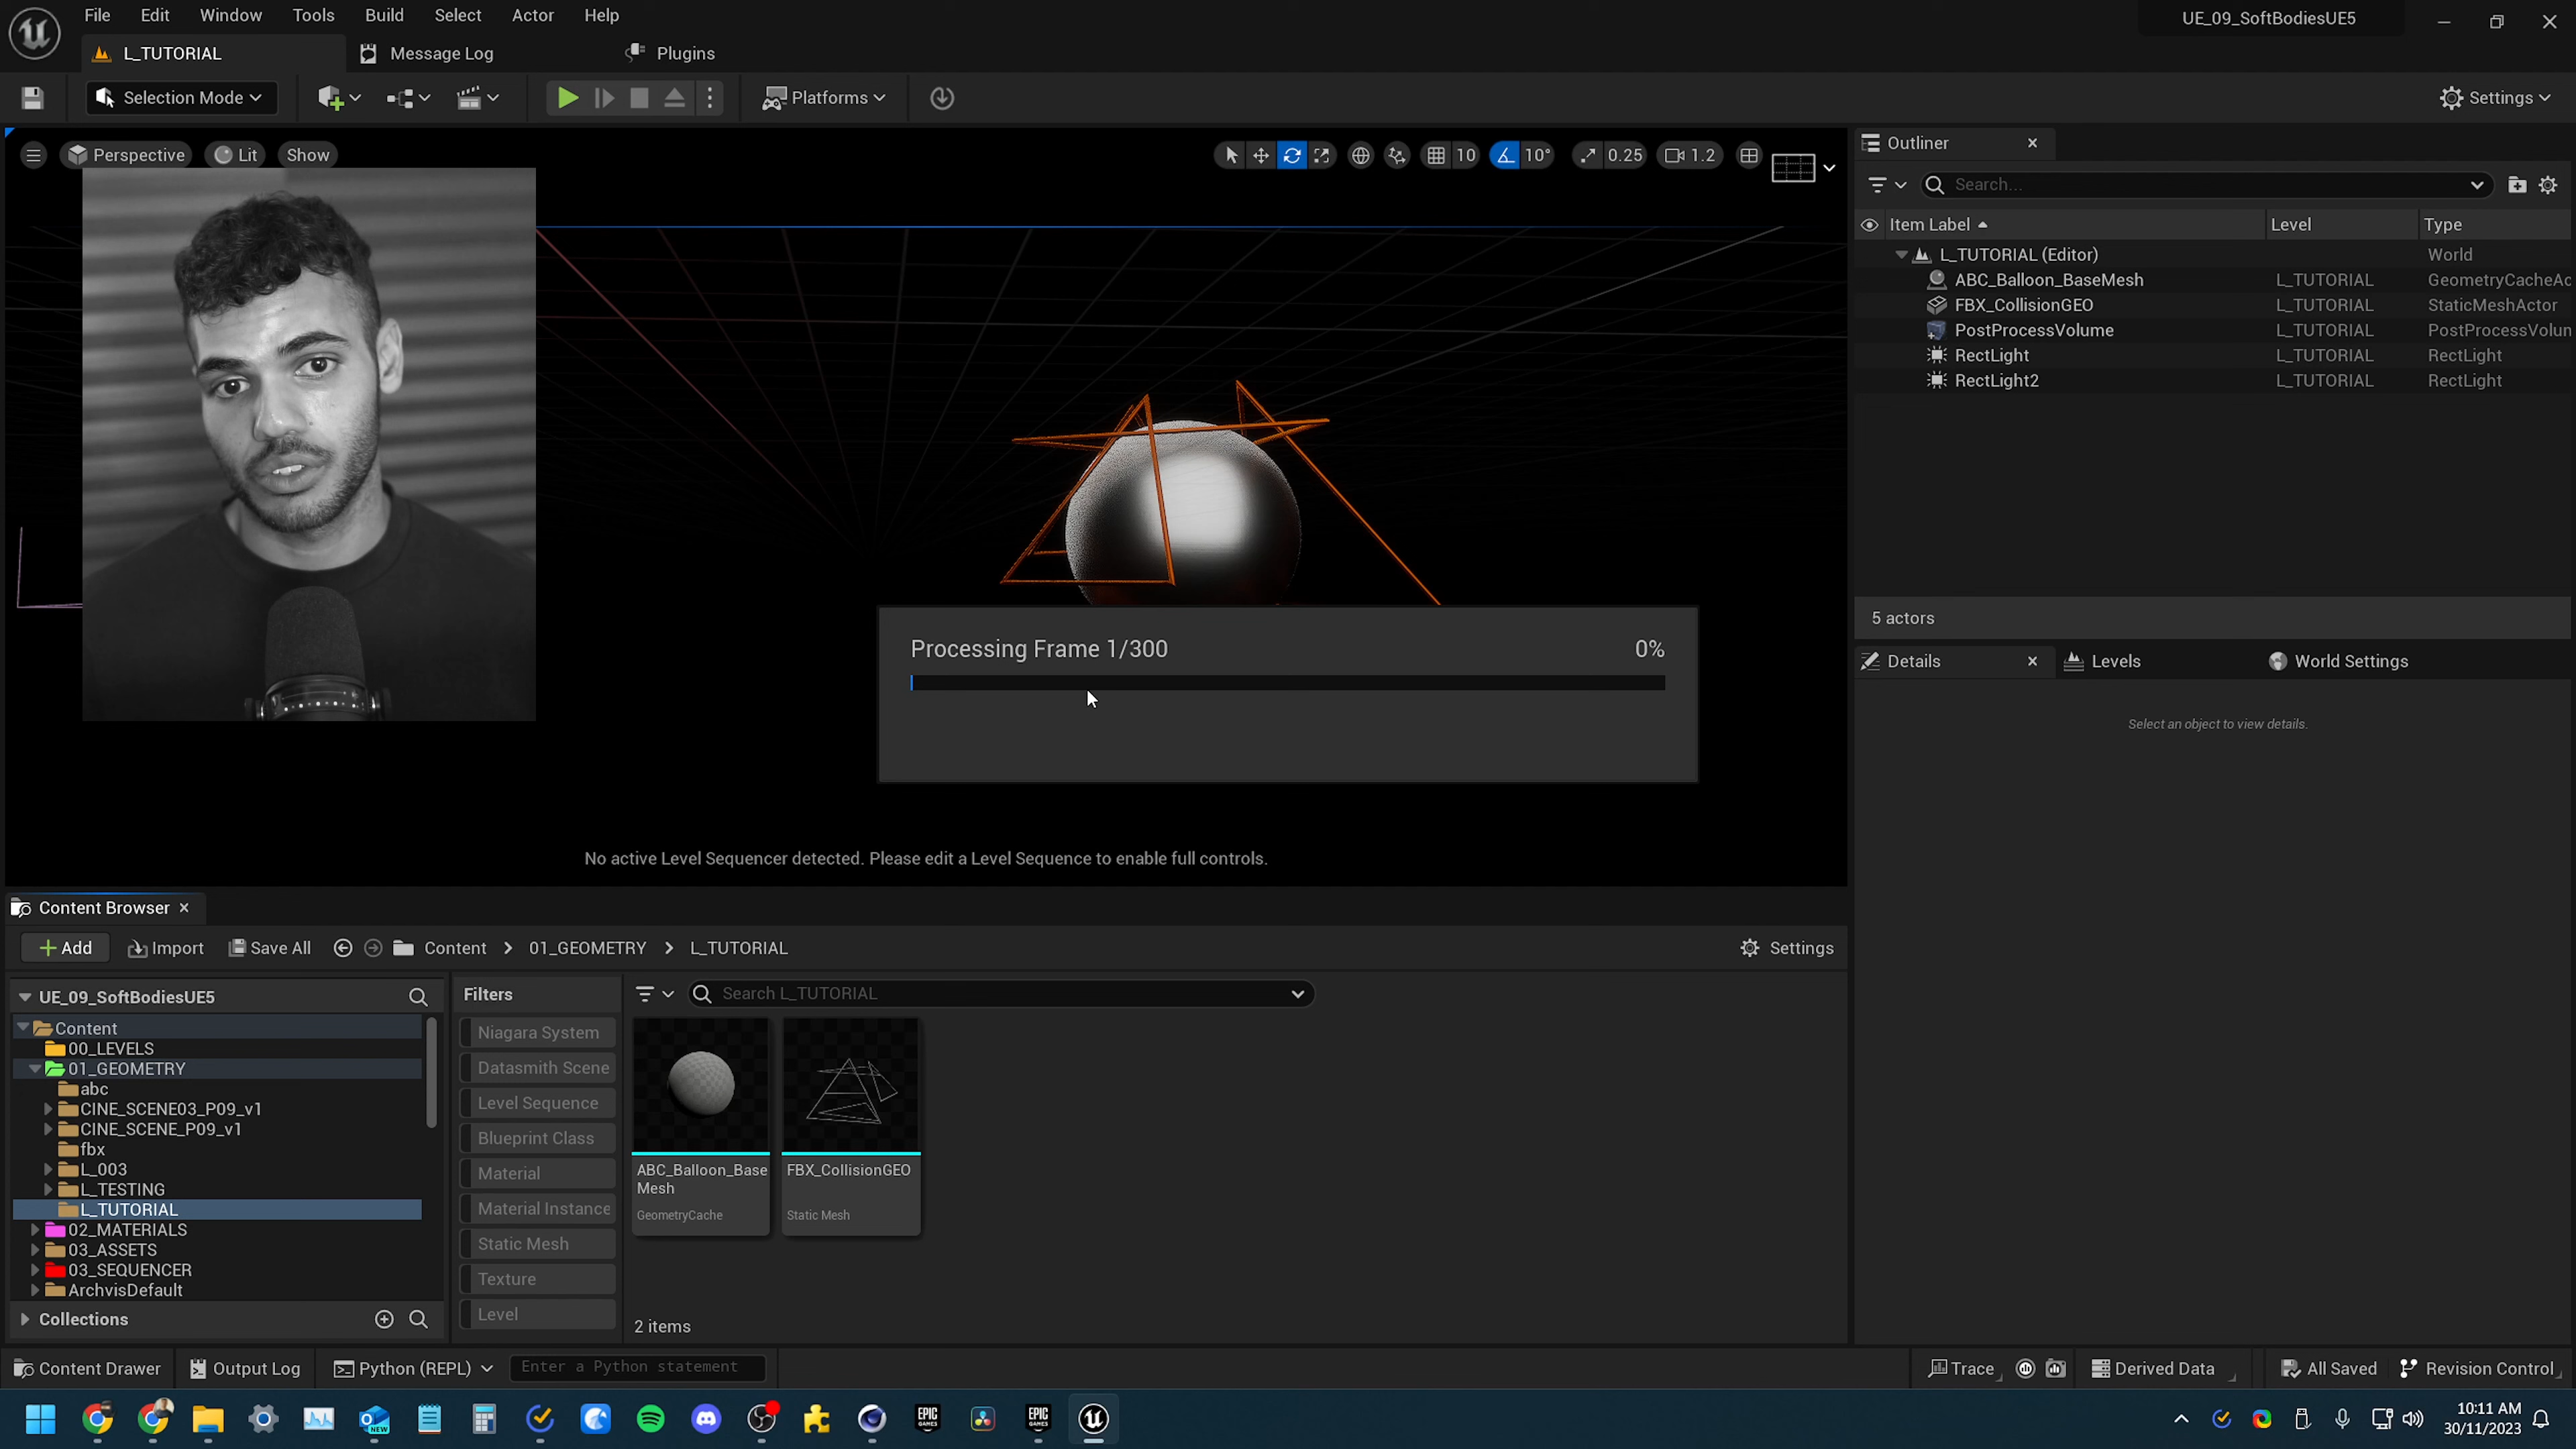 File Edit Window Tools Build Select Actor Help
UE_09_SoftBodiesUE5
L_TUTORIAL Message Log Plugins
Selection Mode Platforms Settings
Perspective Lit Show 10 10° 0.25 1.2
Outliner
Search...
Item Label Level Type
L_TUTORIAL (Editor) World
ABC_Balloon_BaseMesh L_TUTORIAL GeometryCacheAc
FBX_CollisionGEO L_TUTORIAL StaticMeshActor
PostProcessVolume L_TUTORIAL PostProcessVolun
RectLight L_TUTORIAL RectLight
RectLight2 L_TUTORIAL RectLight
5 actors
Details Levels World Settings
Select an object to view details.
Processing Frame 1/300 0%
No active Level Sequencer detected. Please edit a Level Sequence to enable full controls.
Content Browser
Add Import Save All Content > 01_GEOMETRY > L_TUTORIAL Settings
UE_09_SoftBodiesUE5
Content
00_LEVELS
01_GEOMETRY
abc
CINE_SCENE03_P09_v1
CINE_SCENE_P09_v1
fbx
L_003
L_TESTING
L_TUTORIAL
02_MATERIALS
03_ASSETS
03_SEQUENCER
ArchvisDefault
Collections
Filters
Niagara System
Datasmith Scene
Level Sequence
Blueprint Class
Material
Material Instance
Static Mesh
Texture
Level
Search L_TUTORIAL
ABC_Balloon_Base
Mesh
GeometryCache
FBX_CollisionGEO
Static Mesh
2 items
Content Drawer Output Log Python (REPL) Enter a Python statement Trace Derived Data All Saved Revision Control
NEW
EPIC
GAMES
EPIC
GAMES
10:11 AM
30/11/2023